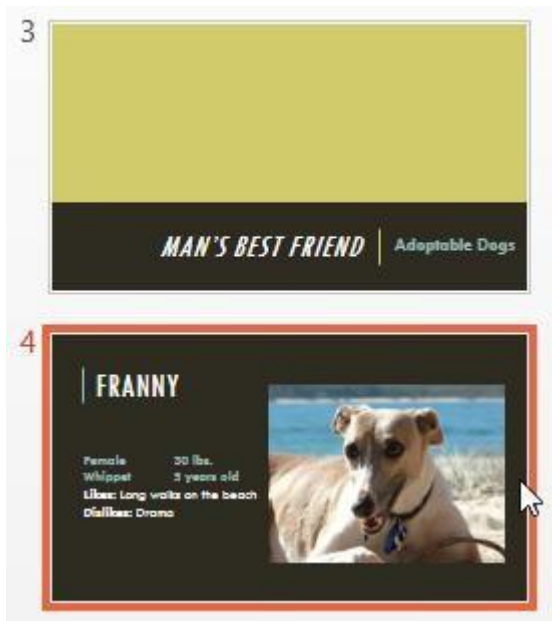 3
MAN'S BEST FRIEND
Adoptable Dogs
4
FRANNY
Female 30 lbs.
Whippet 3 years old
Likes: Long walks on the beach
Dislikes: Drama